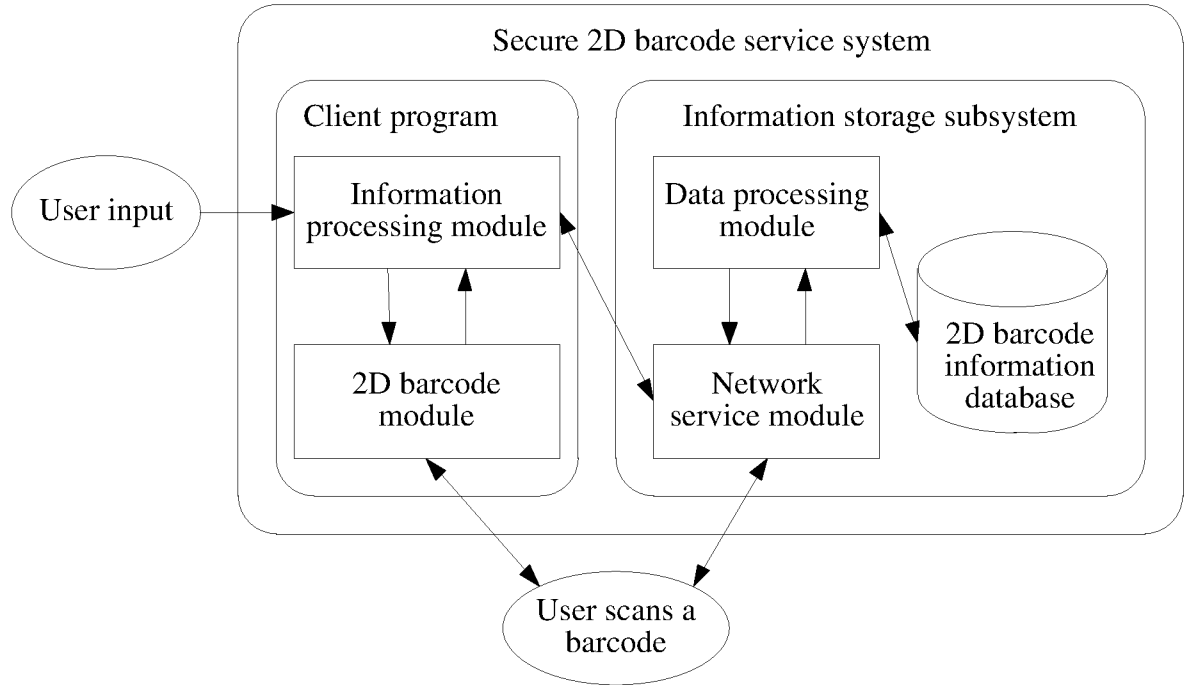 Secure 2D barcode service system
Client program
Information storage subsystem
User input
Information
processing module
Data processing
module
2D barcode
module
Network
service module
2D barcode
information
database
User scans a
barcode